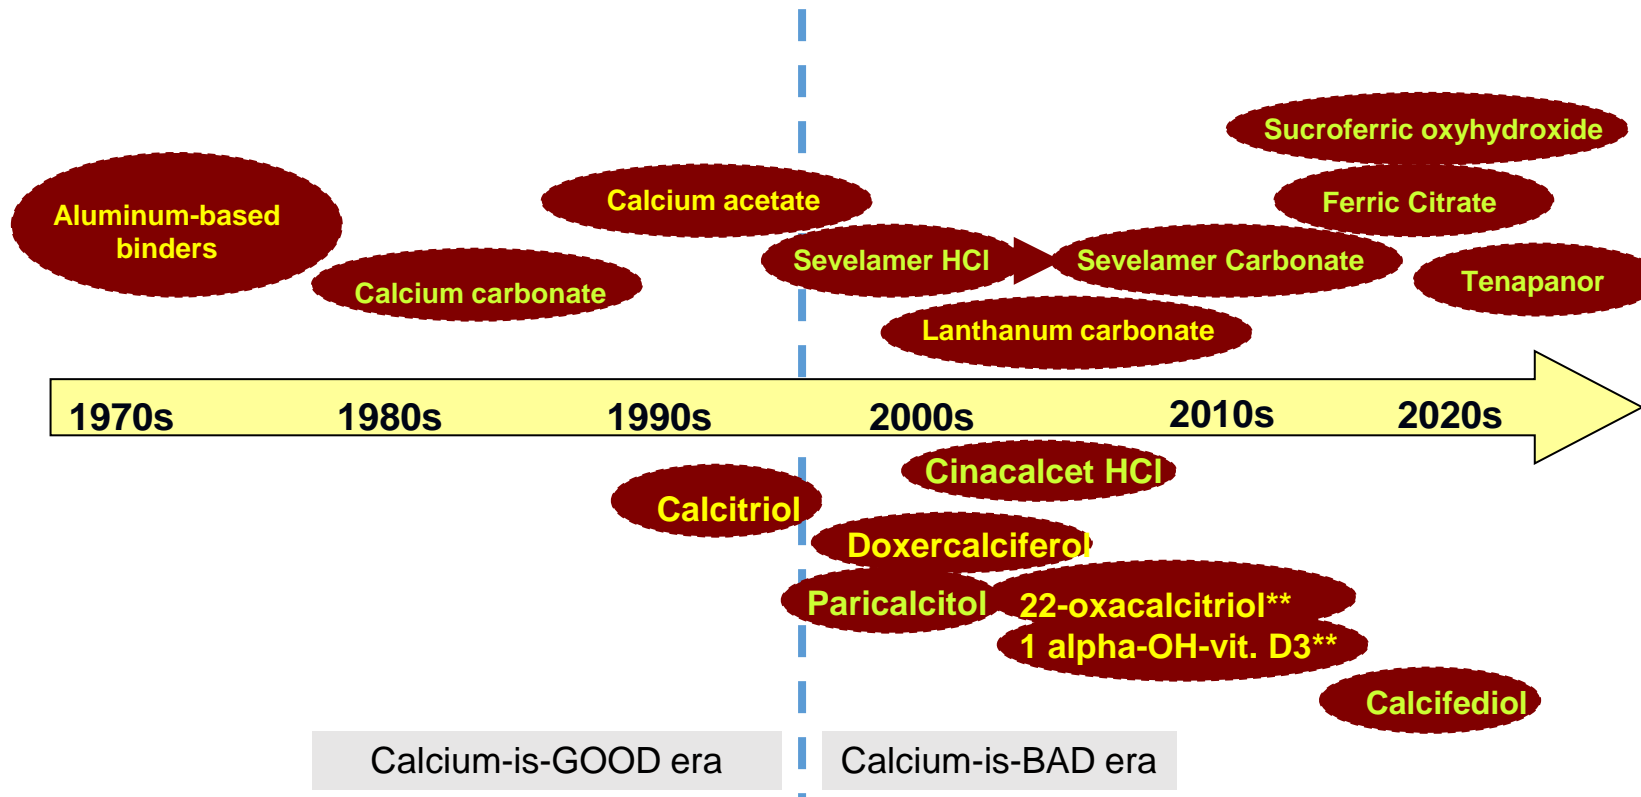 Sucroferric oxyhydroxide
Calcium acetate
Ferric Citrate
Aluminum-based
binders
Sevelamer HCl
Sevelamer Carbonate
Tenapanor
Calcium carbonate
Lanthanum carbonate
1970s
1980s
1990s
2000s
2010s
2020s
Cinacalcet HCl
Calcitriol
Doxercalciferol
Paricalcitol
22-oxacalcitriol**
1 alpha-OH-vit. D3**
Calcifediol
Calcium-is-GOOD era
Calcium-is-BAD era